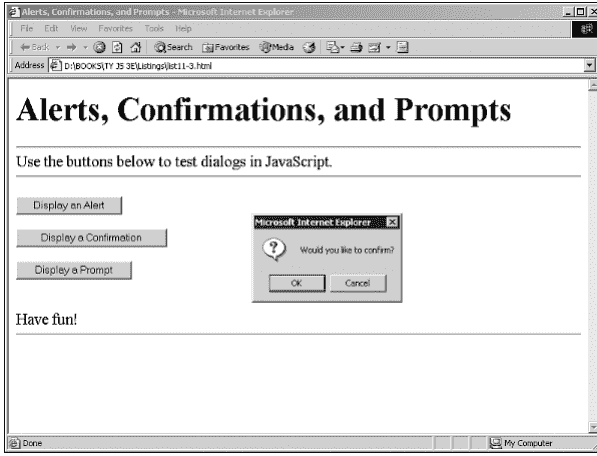 Alerts, Confirmations, and Prompts - Microsoft Internet Explorer
File Edit View Favorites Tools Help
Back Search Favorites Media
Address D:\BOOKS\TY JS 3E\Listings\list11-3.html
Alerts, Confirmations, and Prompts
Use the buttons below to test dialogs in JavaScript.
Display an Alert
Display a Confirmation
Display a Prompt
Microsoft Internet Explorer
Would you like to confirm?
OK Cancel
Have fun!
Done My Computer